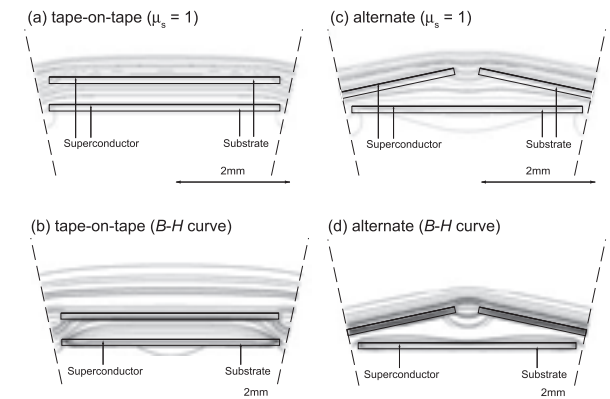 (a) tape-on-tape (μs = 1)
Superconductor
Substrate
2mm
(c) alternate (μs = 1)
Superconductor
Substrate
2mm
(b) tape-on-tape (B-H curve)
Superconductor
Substrate
2mm
(d) alternate (B-H curve)
Superconductor
Substrate
2mm